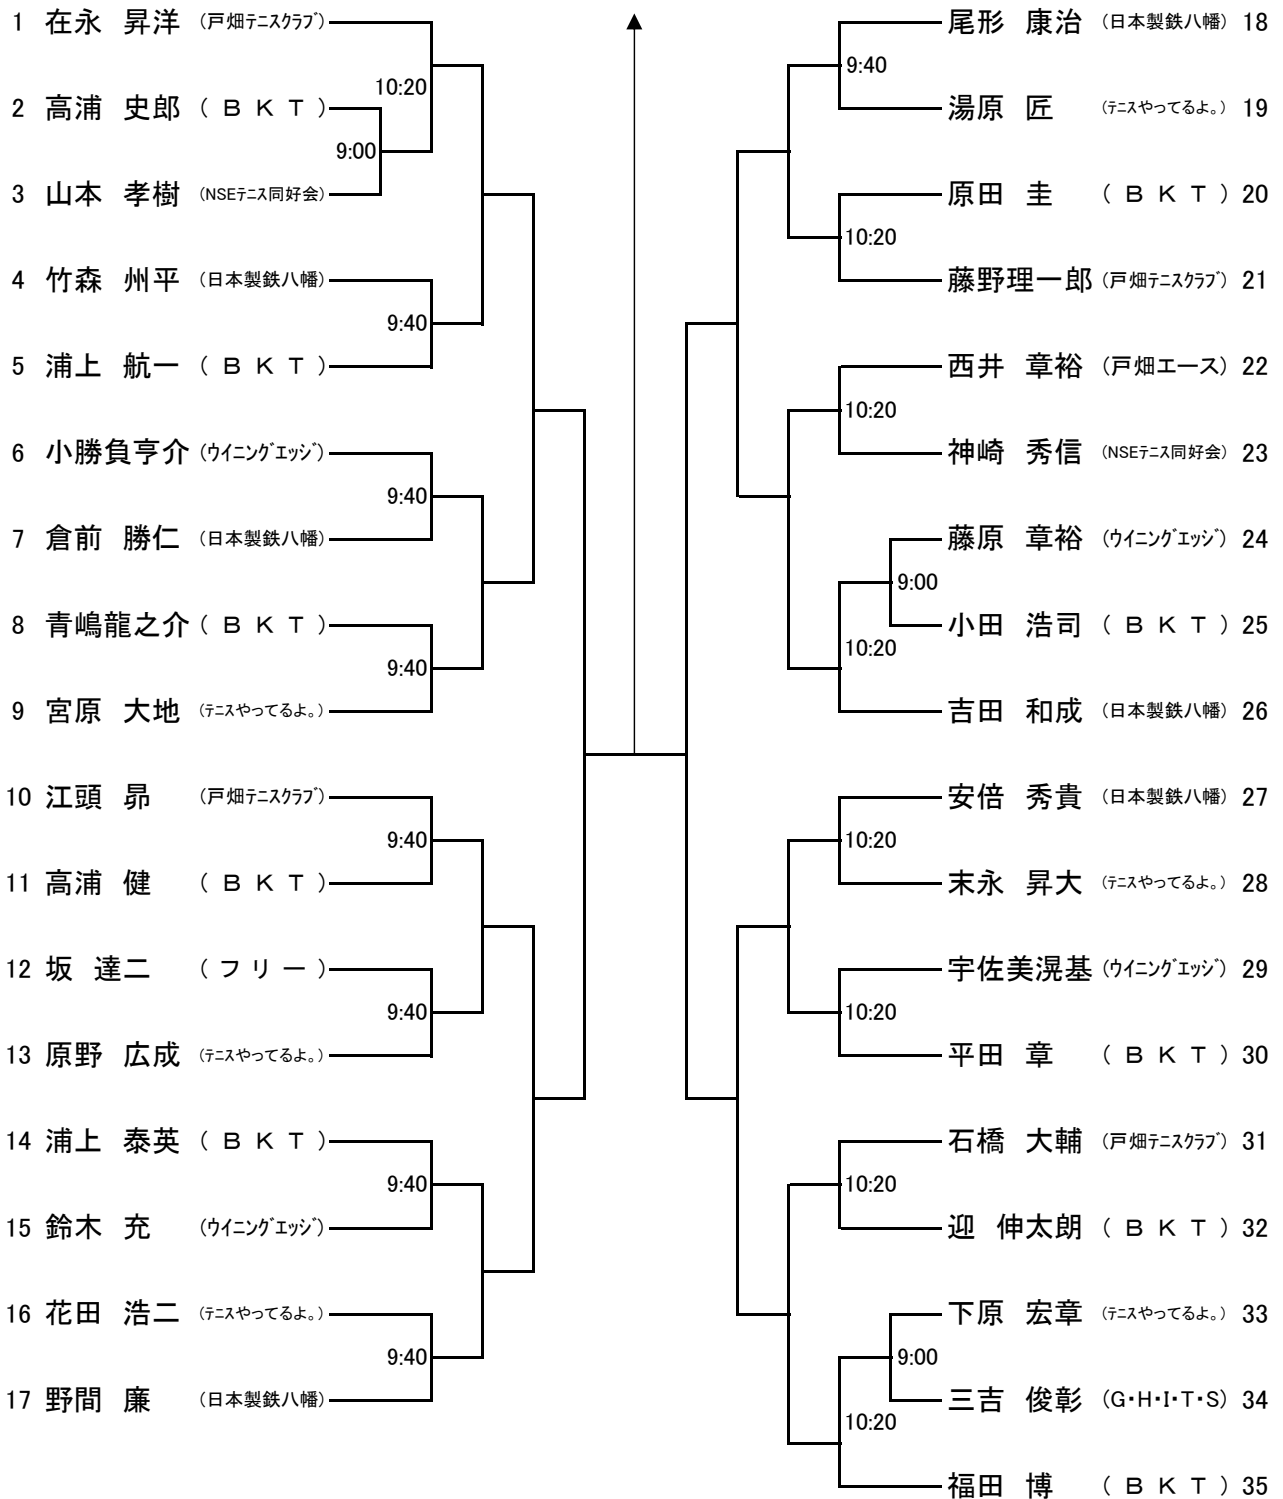 1 在永 昇洋 (戸畑ﾃﾆｽｸﾗﾌﾞ)
10:20
2 高浦 史郎 ( B K T )
9:00
3 山本 孝樹 (NSEﾃﾆｽ同好会)
4 竹森 州平 (日本製鉄八幡)
9:40
5 浦上 航一 ( B K T )
6 小勝負亨介 (ｳｲﾆﾝｸﾞｴｯｼﾞ)
9:40
7 倉前 勝仁 (日本製鉄八幡)
8 青嶋龍之介 ( B K T )
9:40
9 宮原 大地 (ﾃﾆｽやってるよ。)
10 江頭 昴 (戸畑ﾃﾆｽｸﾗﾌﾞ)
9:40
11 高浦 健 ( B K T )
12 坂 達二 ( フ リ ー )
9:40
13 原野 広成 (ﾃﾆｽやってるよ。)
14 浦上 泰英 ( B K T )
9:40
15 鈴木 充 (ｳｲﾆﾝｸﾞｴｯｼﾞ)
16 花田 浩二 (ﾃﾆｽやってるよ。)
9:40
17 野間 廉 (日本製鉄八幡)
尾形 康治 (日本製鉄八幡) 18
9:40
湯原 匠 (ﾃﾆｽやってるよ。) 19
原田 圭 ( B K T ) 20
10:20
藤野理一郎 (戸畑ﾃﾆｽｸﾗﾌﾞ) 21
西井 章裕 (戸畑エース) 22
10:20
神崎 秀信 (NSEﾃﾆｽ同好会) 23
藤原 章裕 (ｳｲﾆﾝｸﾞｴｯｼﾞ) 24
9:00
小田 浩司 ( B K T ) 25
10:20
吉田 和成 (日本製鉄八幡) 26
安倍 秀貴 (日本製鉄八幡) 27
10:20
末永 昇大 (ﾃﾆｽやってるよ。) 28
宇佐美滉基 (ｳｲﾆﾝｸﾞｴｯｼﾞ) 29
10:20
平田 章 ( B K T ) 30
石橋 大輔 (戸畑ﾃﾆｽｸﾗﾌﾞ) 31
10:20
迎 伸太朗 ( B K T ) 32
下原 宏章 (ﾃﾆｽやってるよ。) 33
9:00
三吉 俊彰 (G・H・I・T・S) 34
10:20
福田 博 ( B K T ) 35